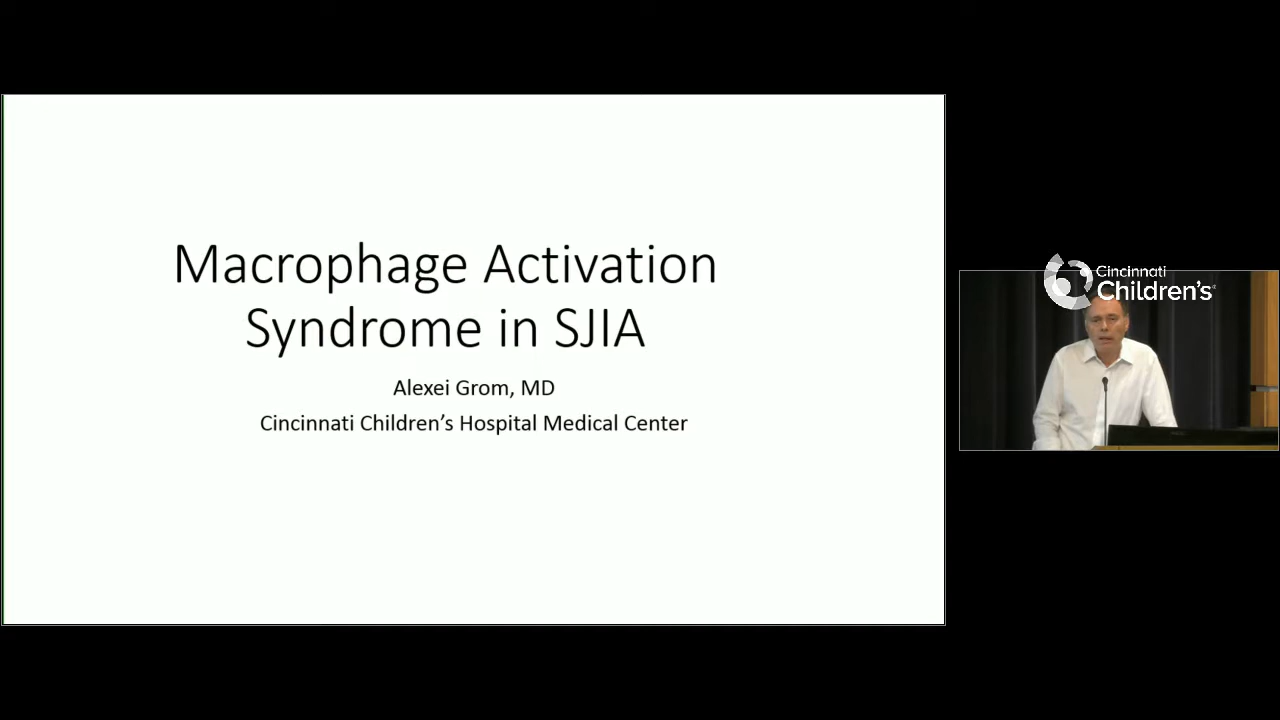 Macrophage Activation
Syndrome in SJIA
Alexei Grom, MD
Cincinnati Children’s Hospital Medical Center
Cincinnati
Children's